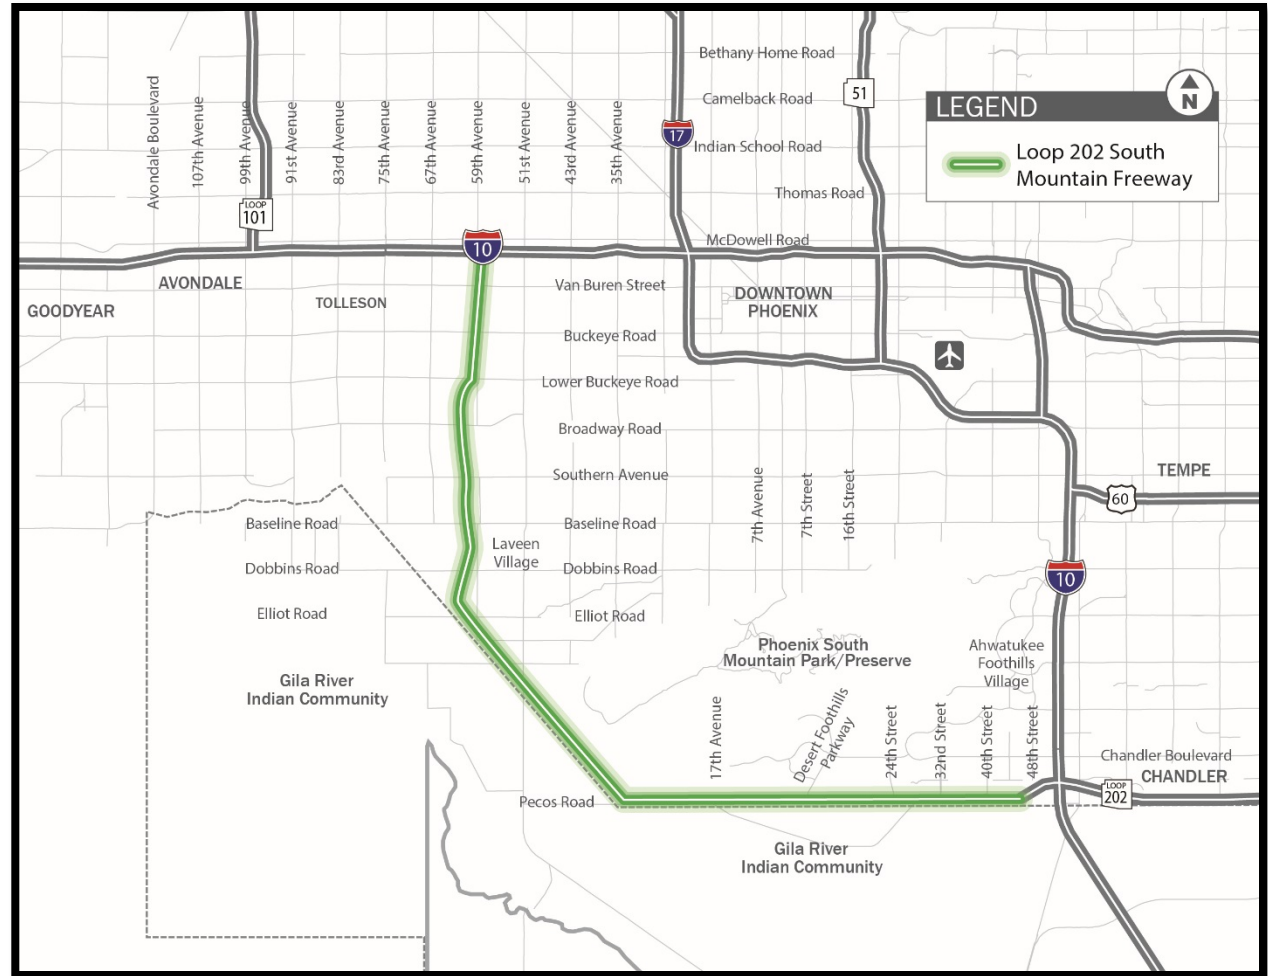 Bethany Home Road
Camelback Road
51
17
Indian School Road
Thomas Road
McDowell Road
N
LEGEND
Loop 202 South
Mountain Freeway
Avondale Boulevard
107th Avenue
99th Avenue
91st Avenue
83rd Avenue
75th Avenue
67th Avenue
59th Avenue
51st Avenue
43rd Avenue
35th Avenue
LOOP
101
10
AVONDALE
GOODYEAR
TOLLESON
Van Buren Street
DOWNTOWN
PHOENIX
Buckeye Road
Lower Buckeye Road
Broadway Road
Southern Avenue
7th Avenue
7th Street
16th Street
TEMPE
60
Baseline Road
Baseline Road
Laveen
Village
Dobbins Road
Dobbins Road
10
Elliot Road
Elliot Road
Phoenix South
Mountain Park/Preserve
Ahwatukee
Foothills
Village
Gila River
Indian Community
17th Avenue
Desert Foothills
Parkway
24th Street
32nd Street
40th Street
48th Street
Chandler Boulevard
CHANDLER
LOOP
202
Pecos Road
Gila River
Indian Community